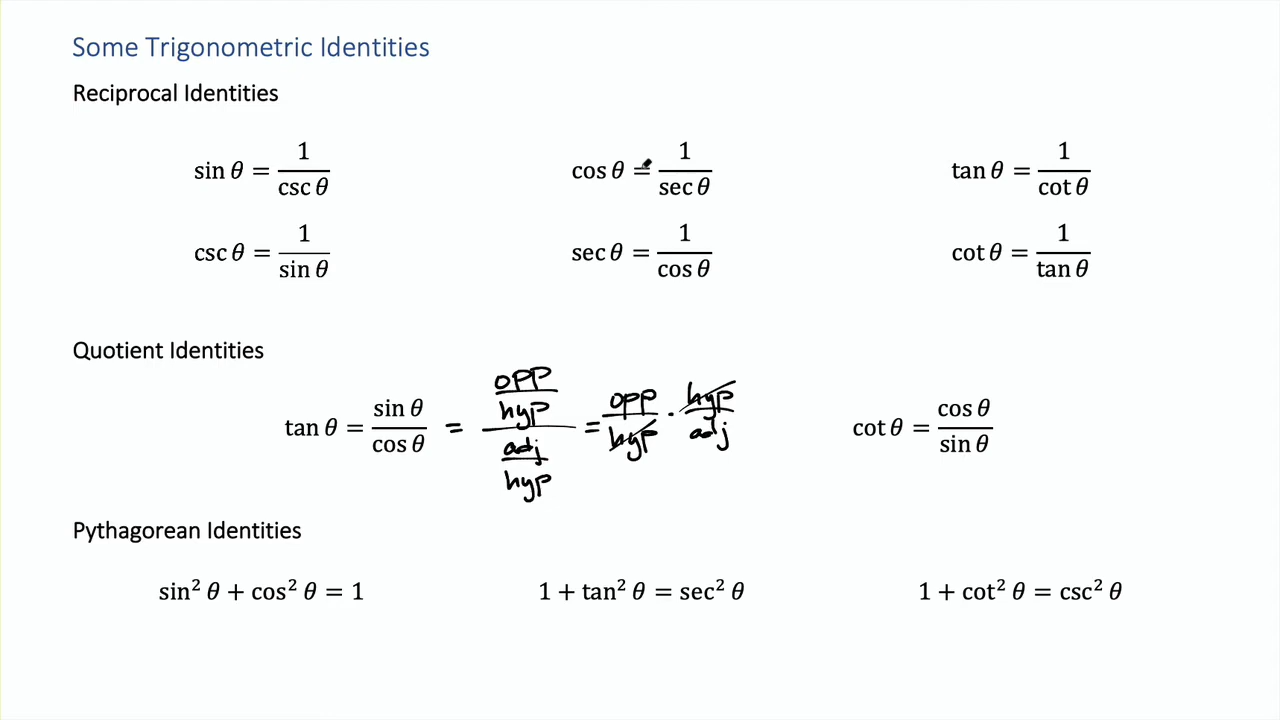 Some Trigonometric Identities
Reciprocal Identities
sin θ = 1/csc θ    cos θ = 1/sec θ    tan θ = 1/cot θ
csc θ = 1/sin θ    sec θ = 1/cos θ    cot θ = 1/tan θ
Quotient Identities
tan θ = sin θ/cos θ = (opp/hyp)/(adj/hyp) = opp/hyp · hyp/adj    cot θ = cos θ/sin θ
Pythagorean Identities
sin² θ + cos² θ = 1    1 + tan² θ = sec² θ    1 + cot² θ = csc² θ